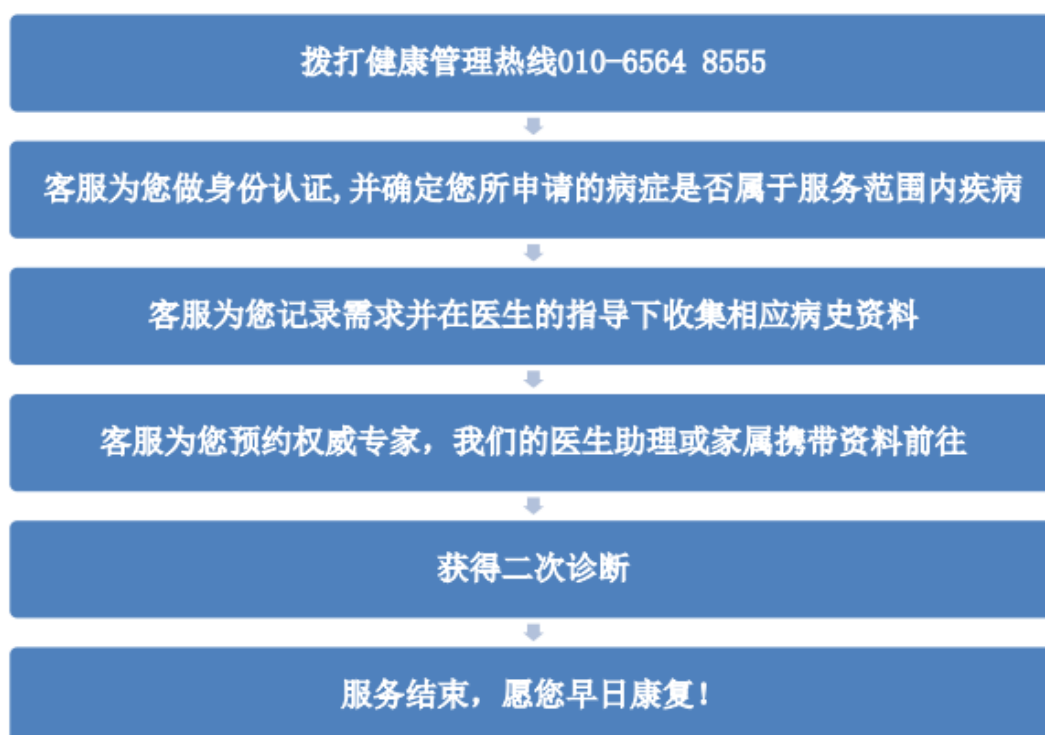 拨打健康管理热线010-6564 8555
客服为您做身份认证,并确定您所申请的病症是否属于服务范围内疾病
客服为您记录需求并在医生的指导下收集相应病史资料
客服为您预约权威专家，我们的医生助理或家属携带资料前往
获得二次诊断
服务结束，愿您早日康复！